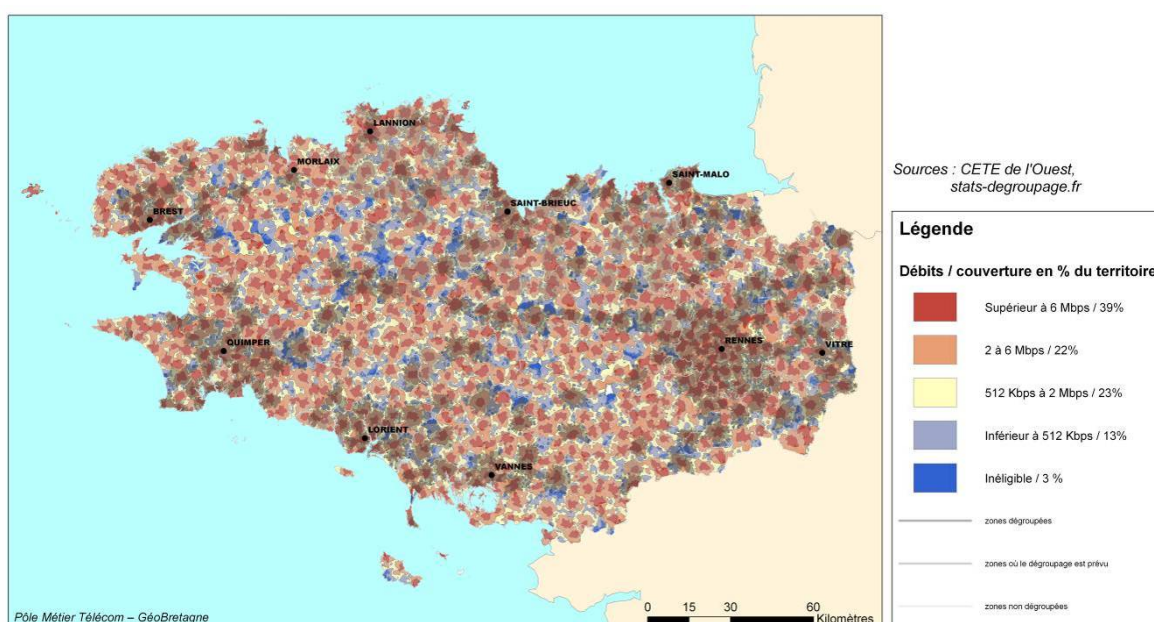 LANNION
MORLAIX
SAINT-MALO
BREST
SAINT-BRIEUC
QUIMPER
RENNES
VITRE
LORIENT
VANNES
0 15 30 60
Kilomètres
Pôle Métier Télécom – GéoBretagne
Sources : CETE de l'Ouest,
stats-degroupage.fr
Légende
Débits / couverture en % du territoire
Supérieur à 6 Mbps / 39%
2 à 6 Mbps / 22%
512 Kbps à 2 Mbps / 23%
Inférieur à 512 Kbps / 13%
Inéligible / 3 %
zones dégroupées
zones où le dégroupage est prévu
zones non dégroupées